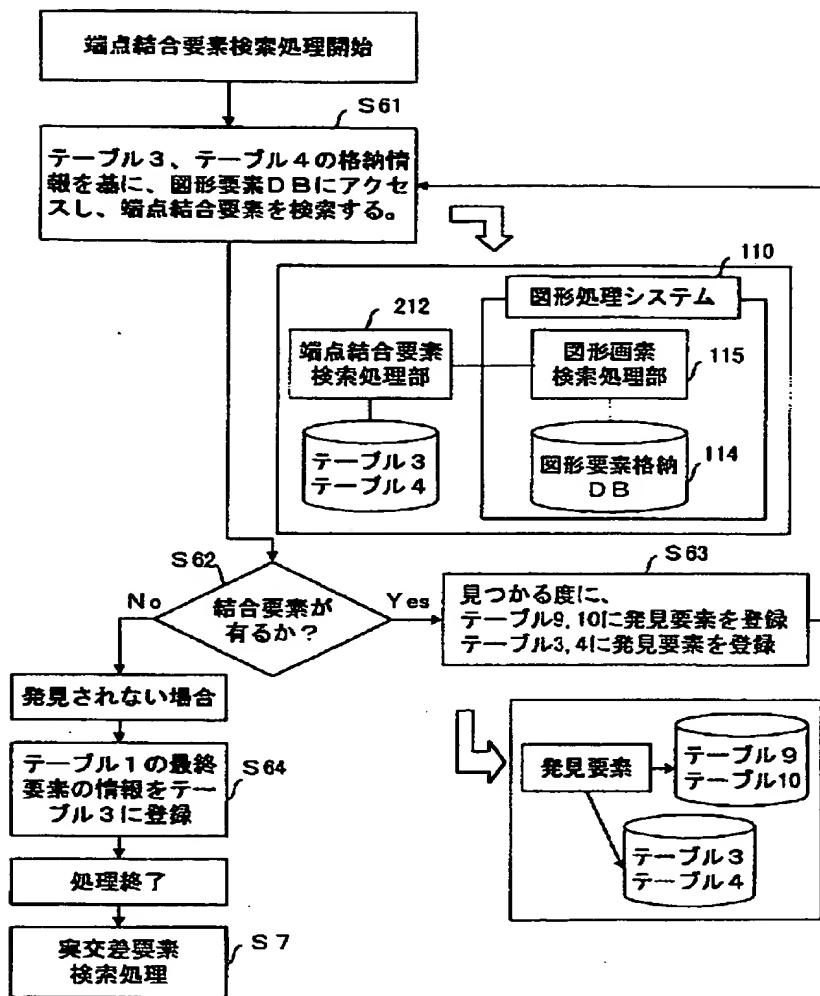 端点結合要素検索処理開始
S61
テーブル3、テーブル4の格納情
報を基に、図形要素DBにアクセ
スし、端点結合要素を検索する。
110
図形処理システム
212
端点結合要素
検索処理部
図形画素
検索処理部
115
テーブル3
テーブル4
図形要素格納
DB
114
S62
結合要素が
有るか?
No
Yes
S63
見つかる度に、
テーブル9,10に発見要素を登録
テーブル3,4に発見要素を登録
発見されない場合
テーブル1の最終
要素の情報をテー
ブル3に登録
S64
発見要素
テーブル9
テーブル10
テーブル3
テーブル4
処理終了
実交差要素
検索処理
S7